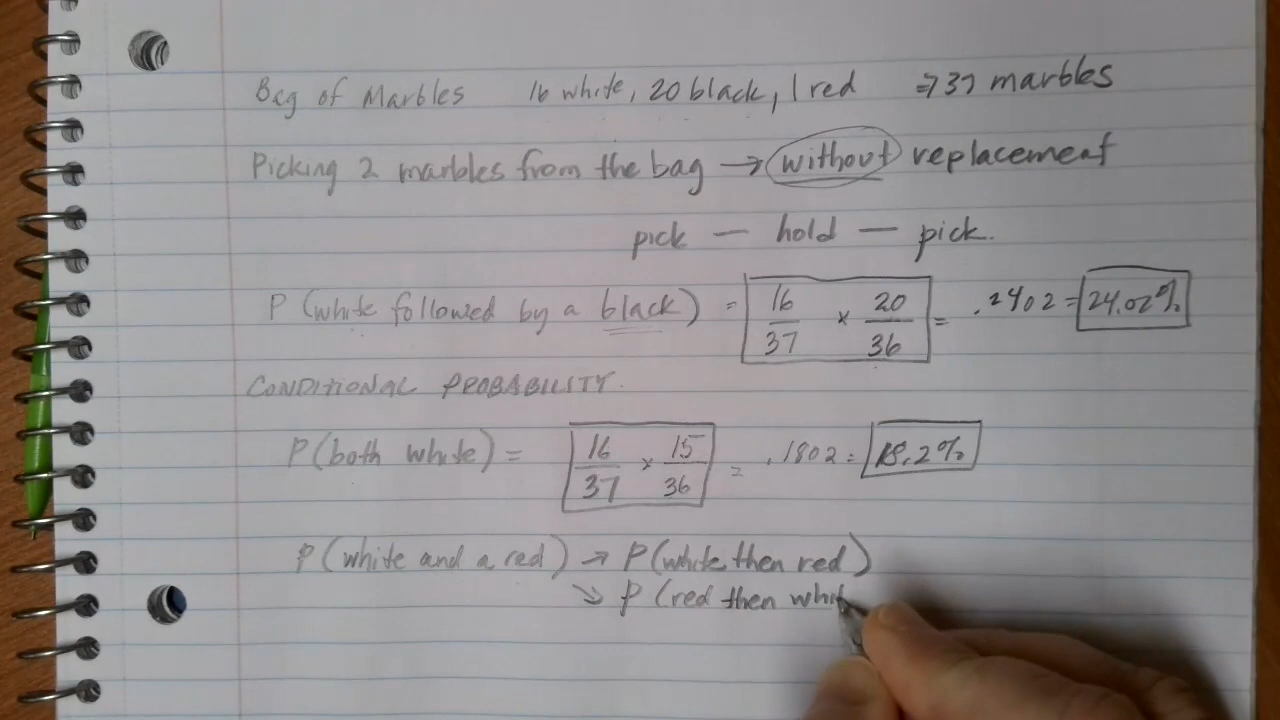 Bag of Marbles 16 white, 20 black, 1 red ⇒ 37 marbles
Picking 2 marbles from the bag → without replacement
pick — hold — pick.
P (white followed by a black) = 16/37 x 20/36 = .2402 = 24.02%
CONDITIONAL PROBABILITY.
P(both white) = 16/37 x 15/36 = .1802 = 18.2%
P(white and a red) → P(white then red)
↘ P (red then whit